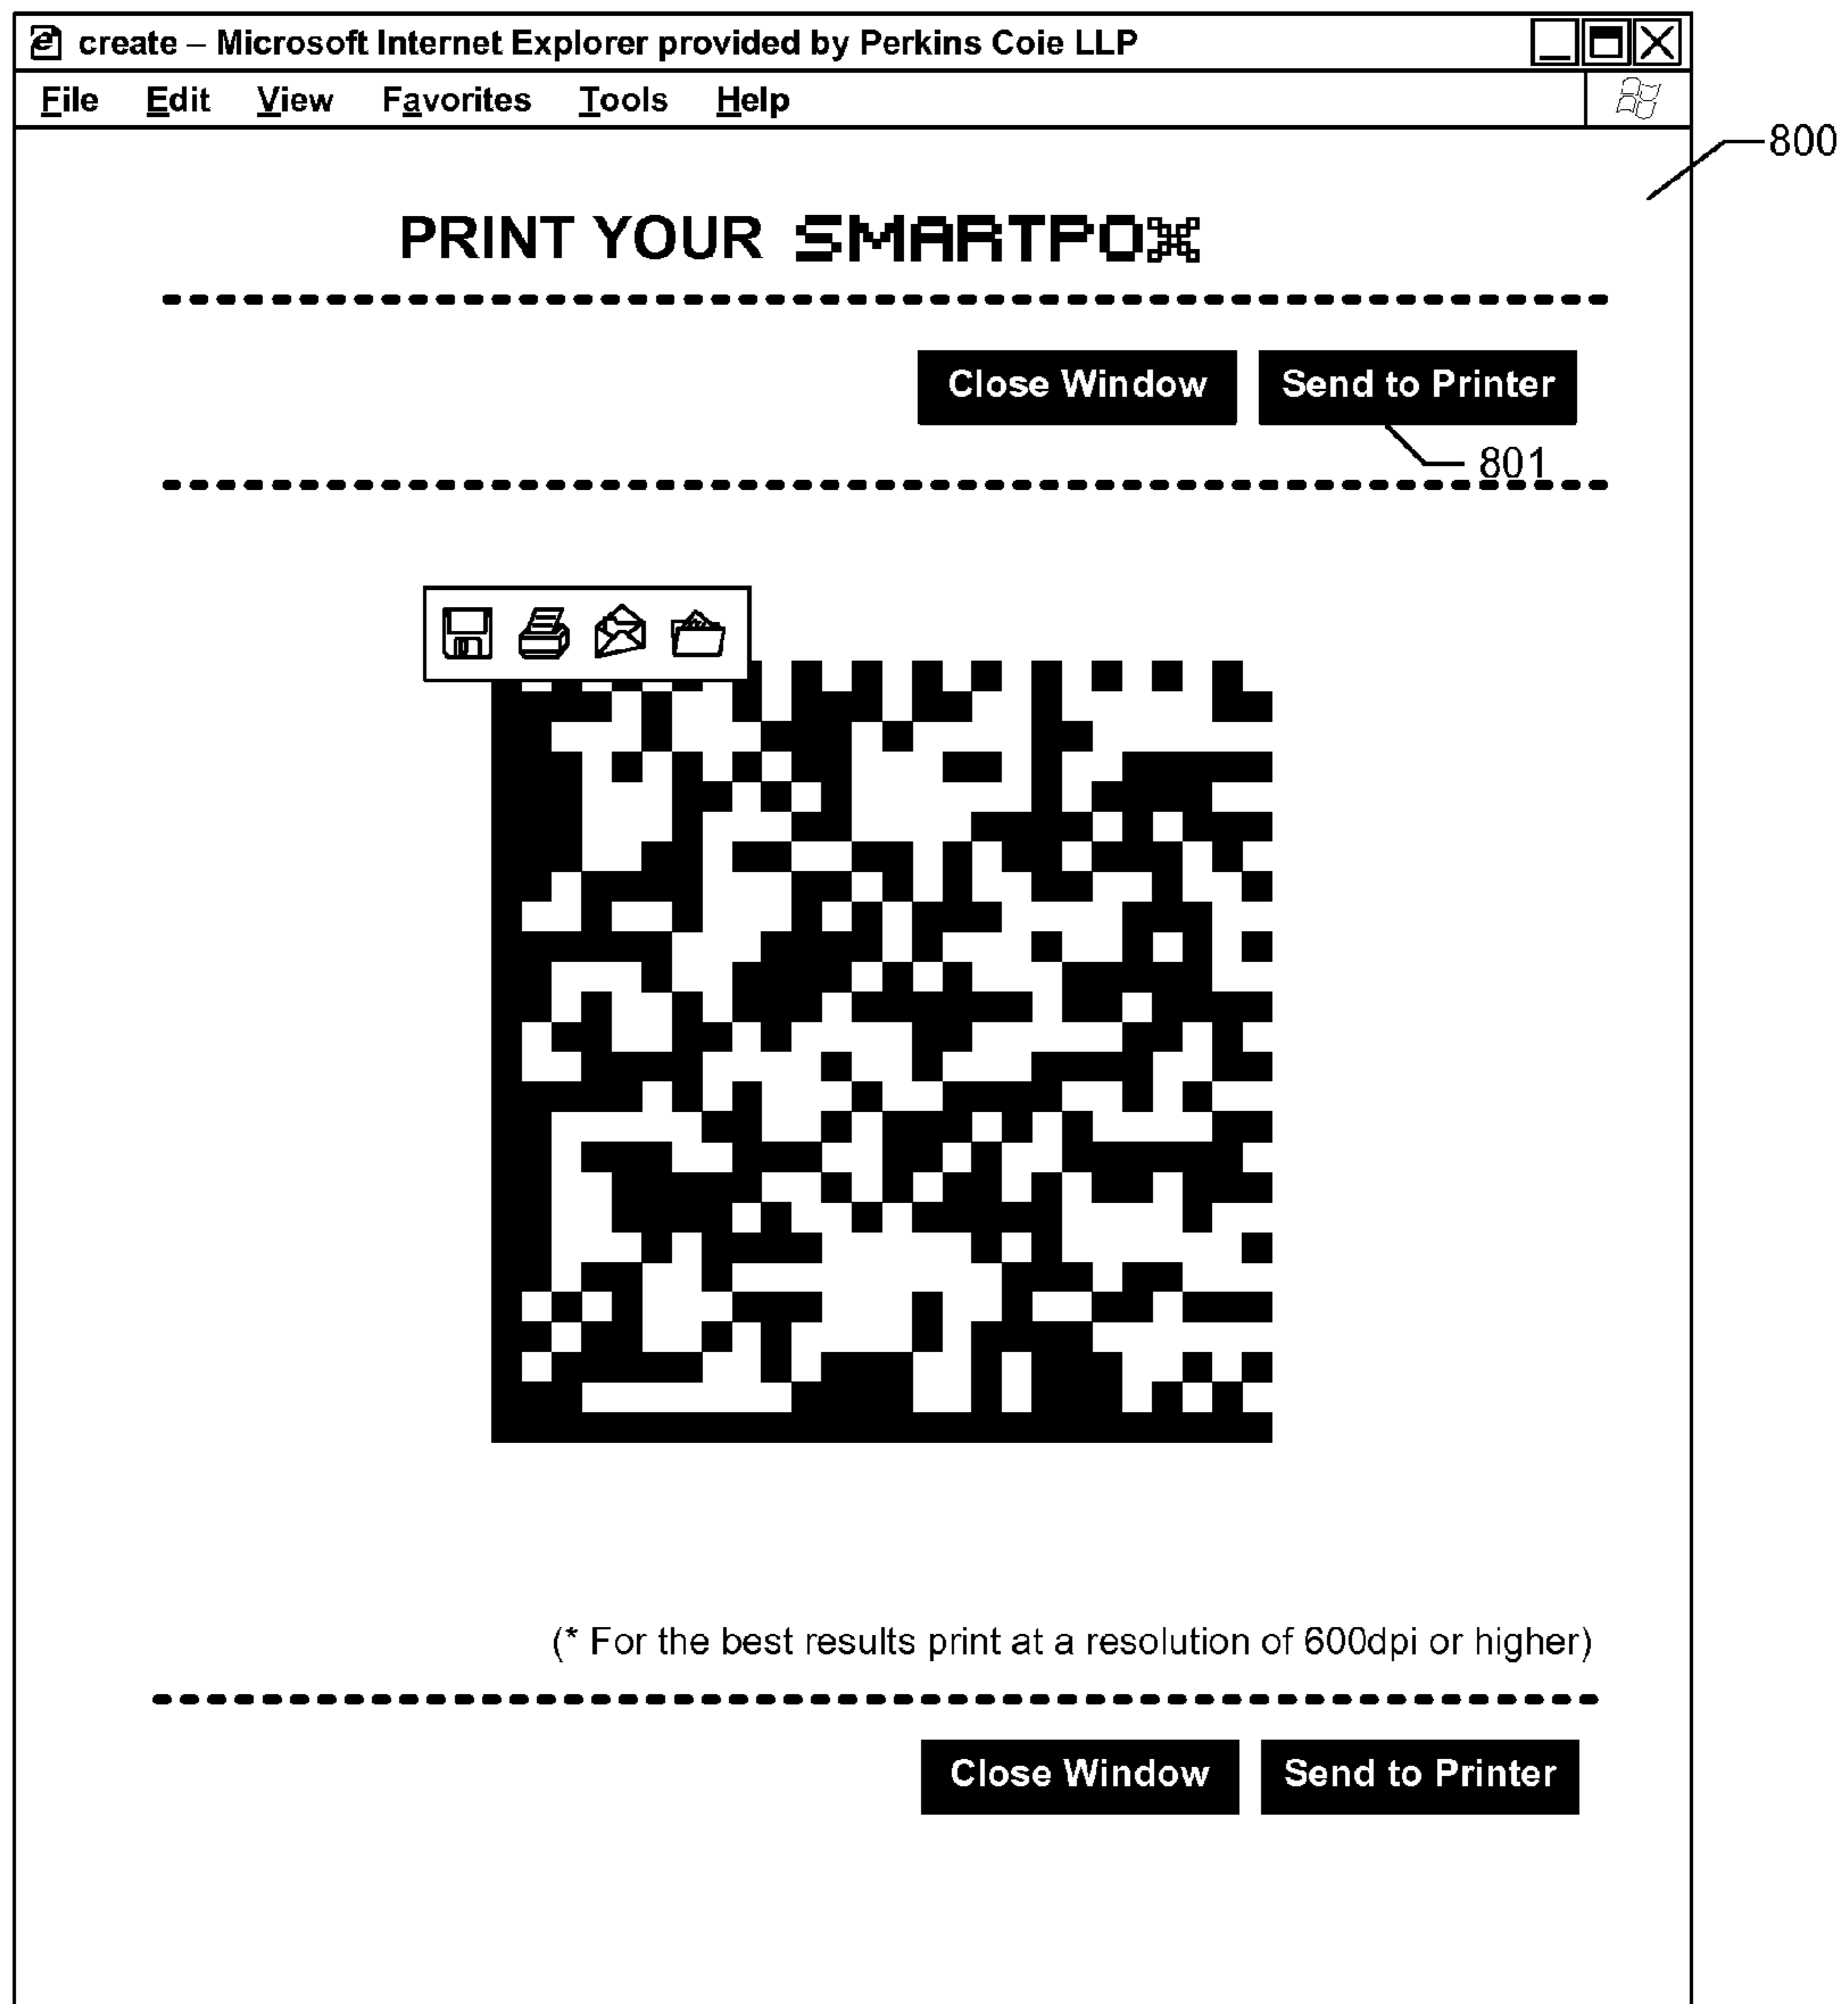 create – Microsoft Internet Explorer provided by Perkins Coie LLP
File Edit View Favorites Tools Help
800
PRINT YOUR SMARTPOX
Close Window Send to Printer
801
(* For the best results print at a resolution of 600dpi or higher)
Close Window Send to Printer